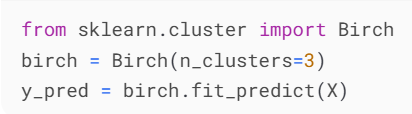 from sklearn.cluster import Birch
birch = Birch(n_clusters=3)
y_pred = birch.fit_predict(X)